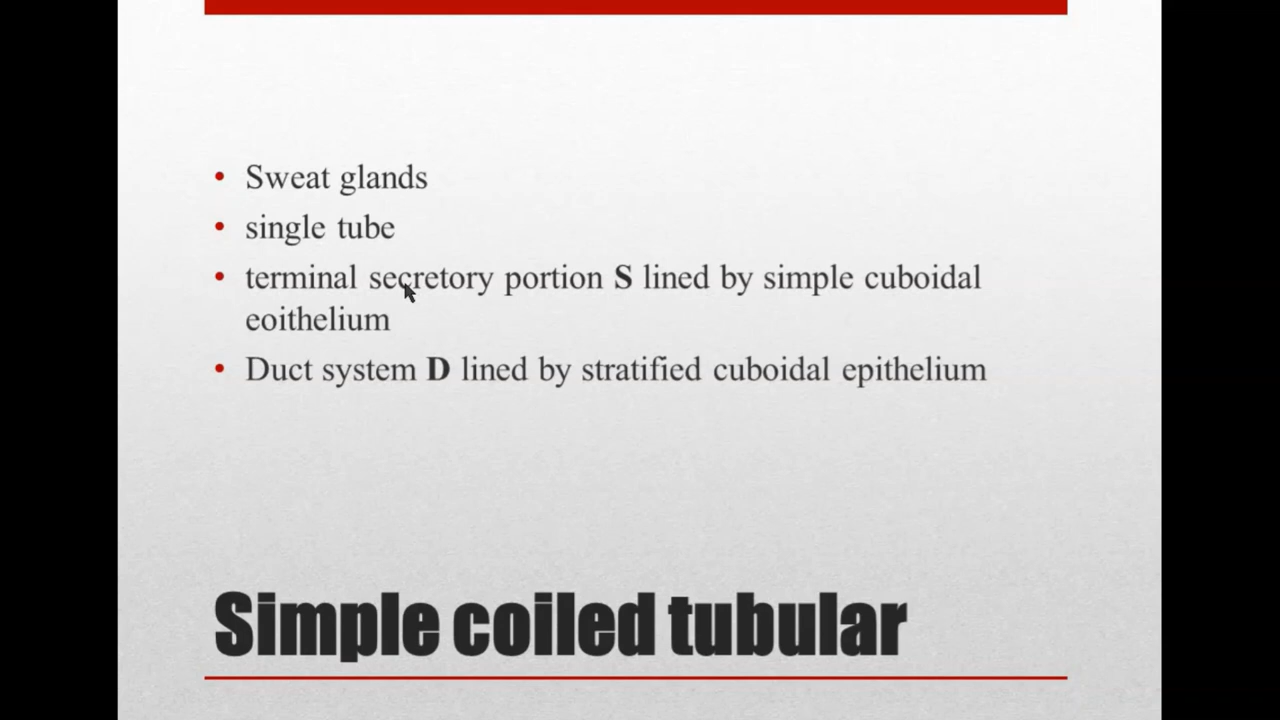 • Sweat glands
• single tube
• terminal secretory portion S lined by simple cuboidal
eoithelium
• Duct system D lined by stratified cuboidal epithelium
Simple coiled tubular